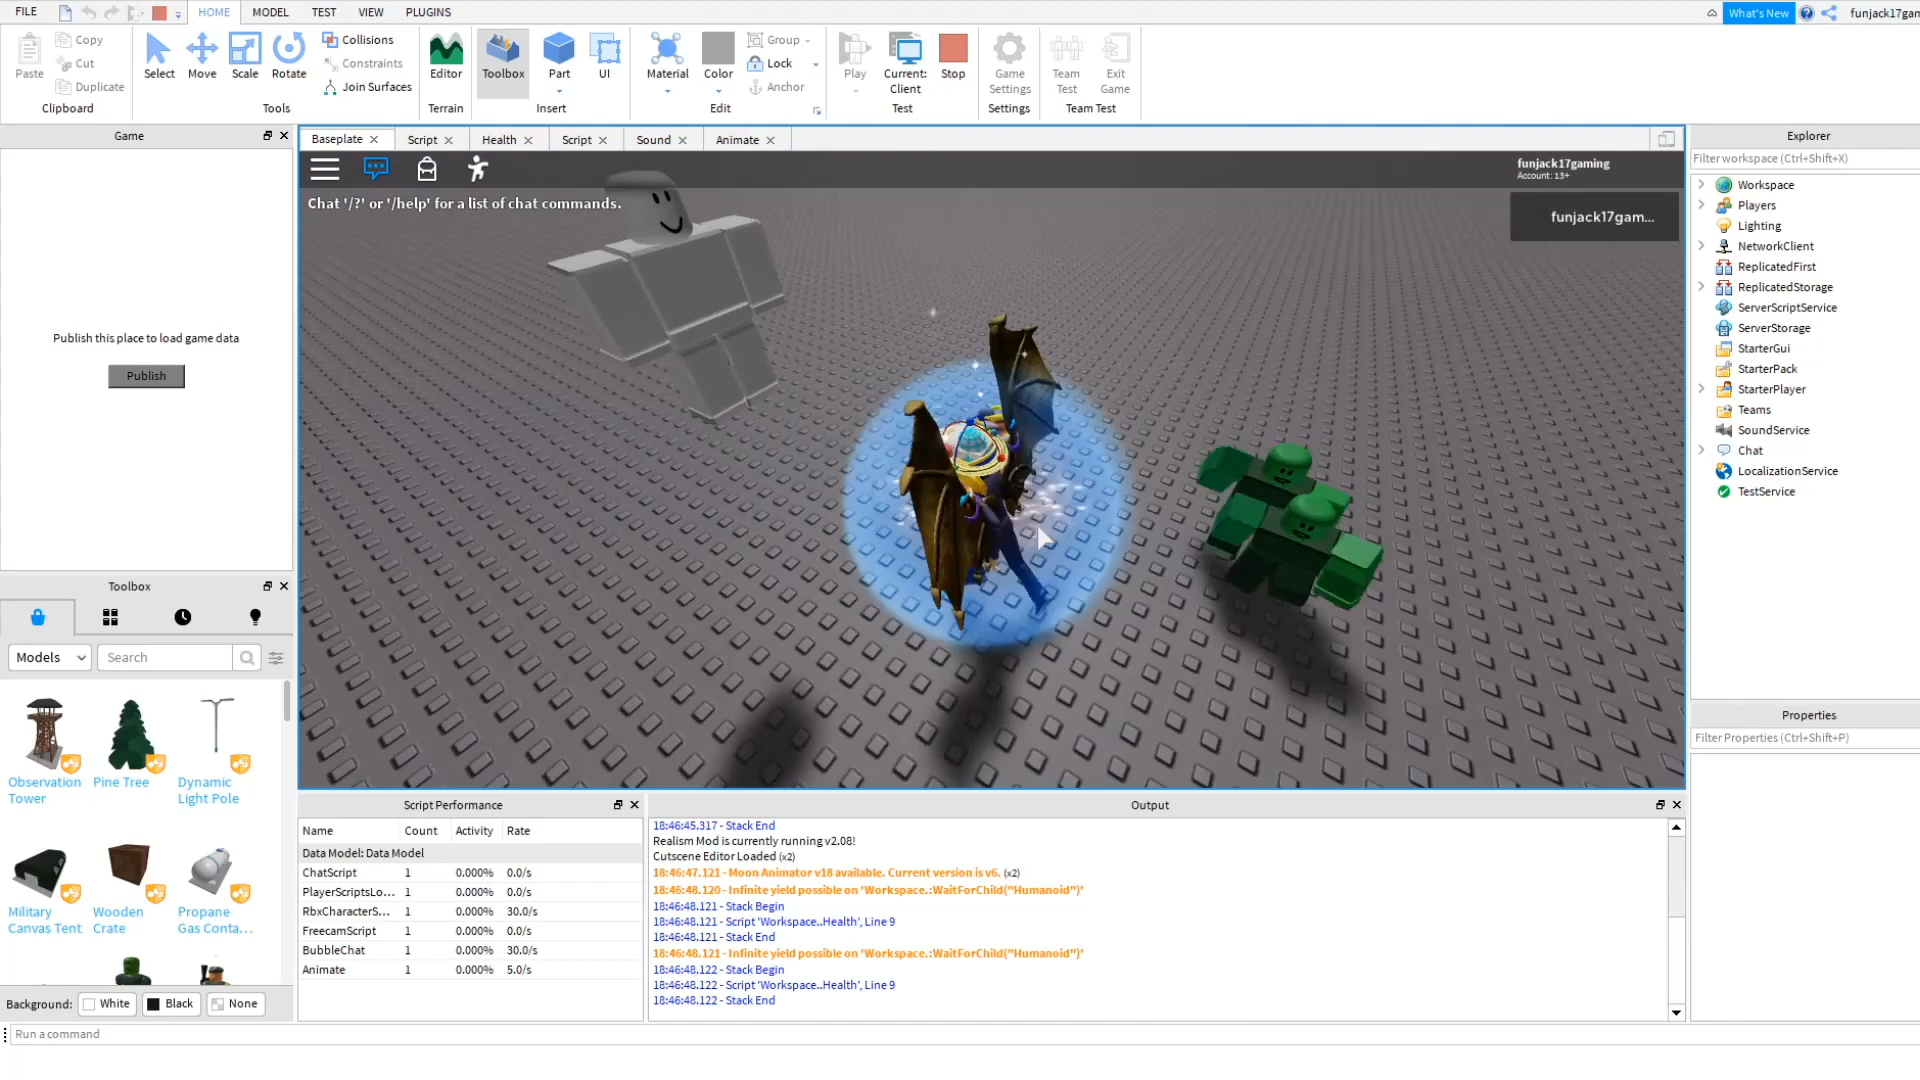 FILE HOME MODEL TEST VIEW PLUGINS What's New funjack17gam
Paste Copy Cut Duplicate
Select Move Scale Rotate Collisions Constraints Join Surfaces
Editor Toolbox Part UI Material Color Group Lock Anchor
Play Current: Client Stop Game Settings Team Test Exit Game
Clipboard Tools Terrain Insert Edit Test Settings Team Test
Game
Baseplate Script Health Script Sound Animate
Explorer
Filter workspace (Ctrl+Shift+X)
funjack17gaming
Account: 13+
Chat '/?' or '/help' for a list of chat commands.
funjack17gam...
Publish this place to load game data
Publish
Workspace
Players
Lighting
NetworkClient
ReplicatedFirst
ReplicatedStorage
ServerScriptService
ServerStorage
StarterGui
StarterPack
StarterPlayer
Teams
SoundService
Chat
LocalizationService
TestService
Toolbox
Models Search
Observation Tower
Pine Tree
Dynamic Light Pole
Military Canvas Tent
Wooden Crate
Propane Gas Conta...
Background: White Black None
Properties
Filter Properties (Ctrl+Shift+P)
Script Performance
Name Count Activity Rate
Data Model: Data Model
ChatScript 1 0.000% 0.0/s
PlayerScriptsLo... 1 0.000% 0.0/s
RbxCharacterS... 1 0.000% 30.0/s
FreecamScript 1 0.000% 0.0/s
BubbleChat 1 0.000% 30.0/s
Animate 1 0.000% 5.0/s
Output
18:46:45.317 - Stack End
Realism Mod is currently running v2.08!
Cutscene Editor Loaded (x2)
18:46:47.121 - Moon Animator v18 available. Current version is v6. (x2)
18:46:48.120 - Infinite yield possible on 'Workspace.:WaitForChild("Humanoid")'
18:46:48.121 - Stack Begin
18:46:48.121 - Script 'Workspace..Health', Line 9
18:46:48.121 - Stack End
18:46:48.121 - Infinite yield possible on 'Workspace.:WaitForChild("Humanoid")'
18:46:48.122 - Stack Begin
18:46:48.122 - Script 'Workspace..Health', Line 9
18:46:48.122 - Stack End
Run a command